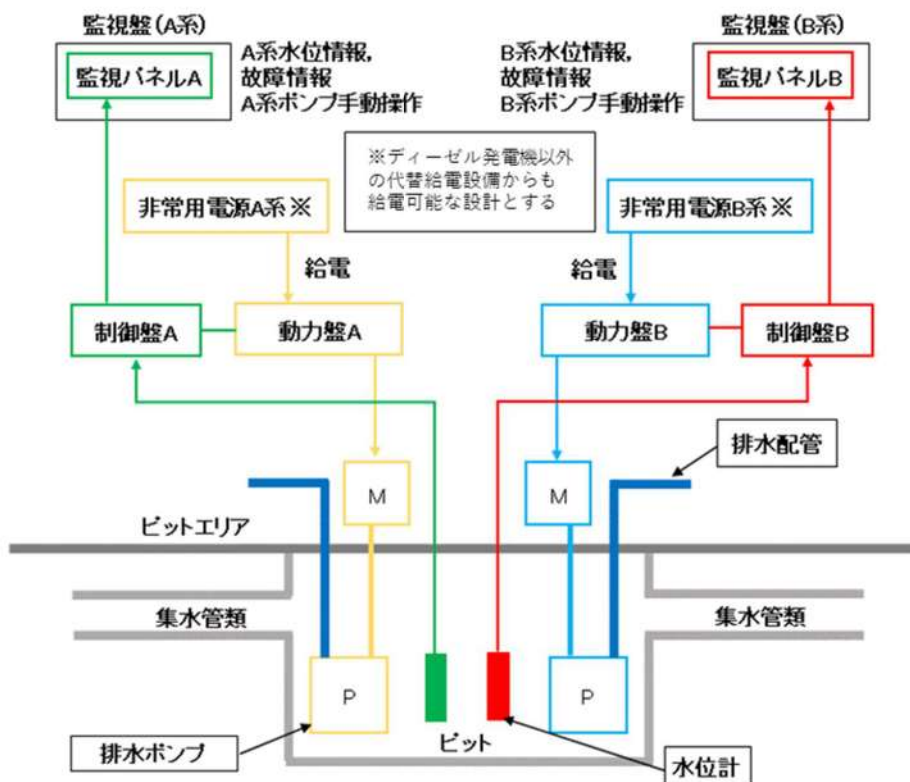 監視盤(A系)
監視パネルA
A系水位情報,
故障情報
A系ポンプ手動操作
監視盤(B系)
監視パネルB
B系水位情報,
故障情報
B系ポンプ手動操作
※ディーゼル発電機以外
の代替給電設備からも
給電可能な設計とする
非常用電源A系※
非常用電源B系※
給電
給電
制御盤A
動力盤A
動力盤B
制御盤B
排水配管
M
M
ピットエリア
集水管類
集水管類
P
P
排水ポンプ
ピット
水位計